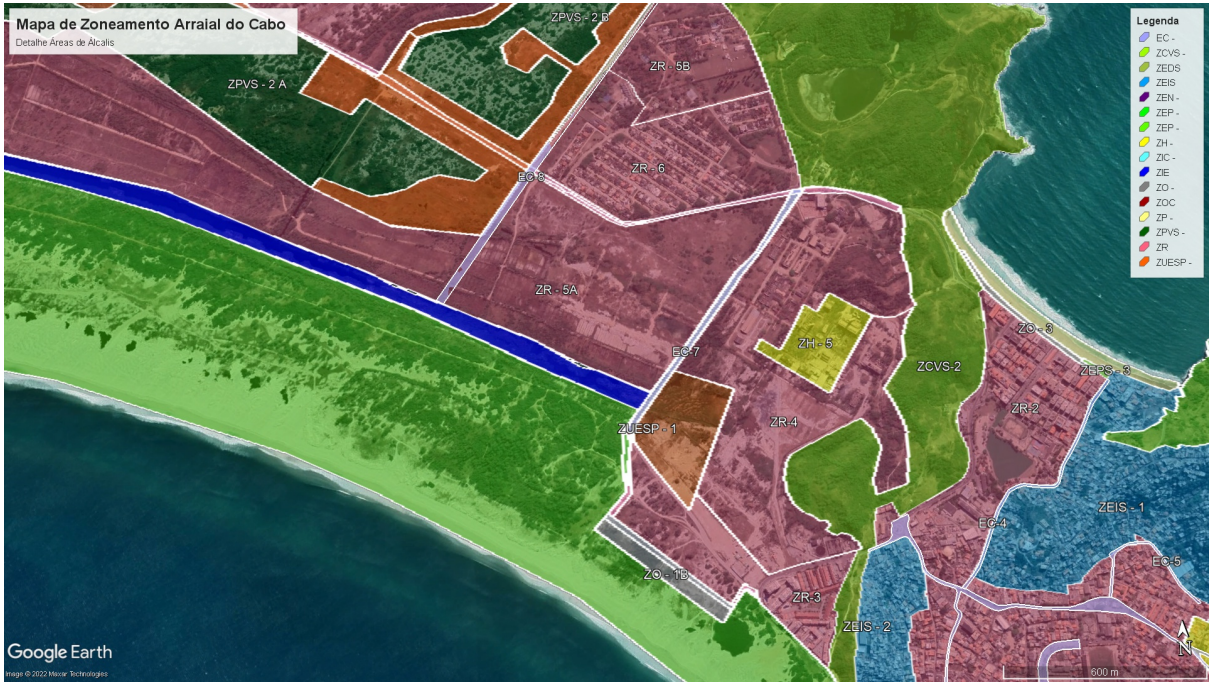 Mapa de Zoneamento Arraial do Cabo
Detalhe Áreas de Álcalis
ZPVS - 2 B
ZPVS - 2 A
ZR - 5B
ZR - 6
EC-8
ZR - 5A
EC-7
ZH - 5
ZUESP - 1
ZR-4
ZCVS-2
ZO - 3
ZEPS - 3
ZR-2
ZEIS - 1
EC-4
EC-5
ZO - 1B
ZR-3
ZEIS - 2
Legenda
EC -
ZCVS -
ZEDS
ZEIS
ZEN -
ZEP -
ZEP -
ZH -
ZIC -
ZIE
ZO -
ZOC
ZP -
ZPVS -
ZR
ZUESP -
N
600 m
Google Earth
Image © 2022 Maxar Technologies